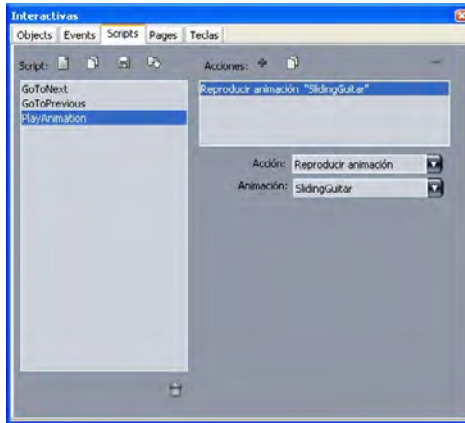 Interactivas
Objects Events Scripts Pages Teclas
Script: Acciones:
GoToNext
GoToPrevious
PlayAnimation
Reproducir animación "SlidingGuitar"
Acción: Reproducir animación
Animación: SlidingGuitar